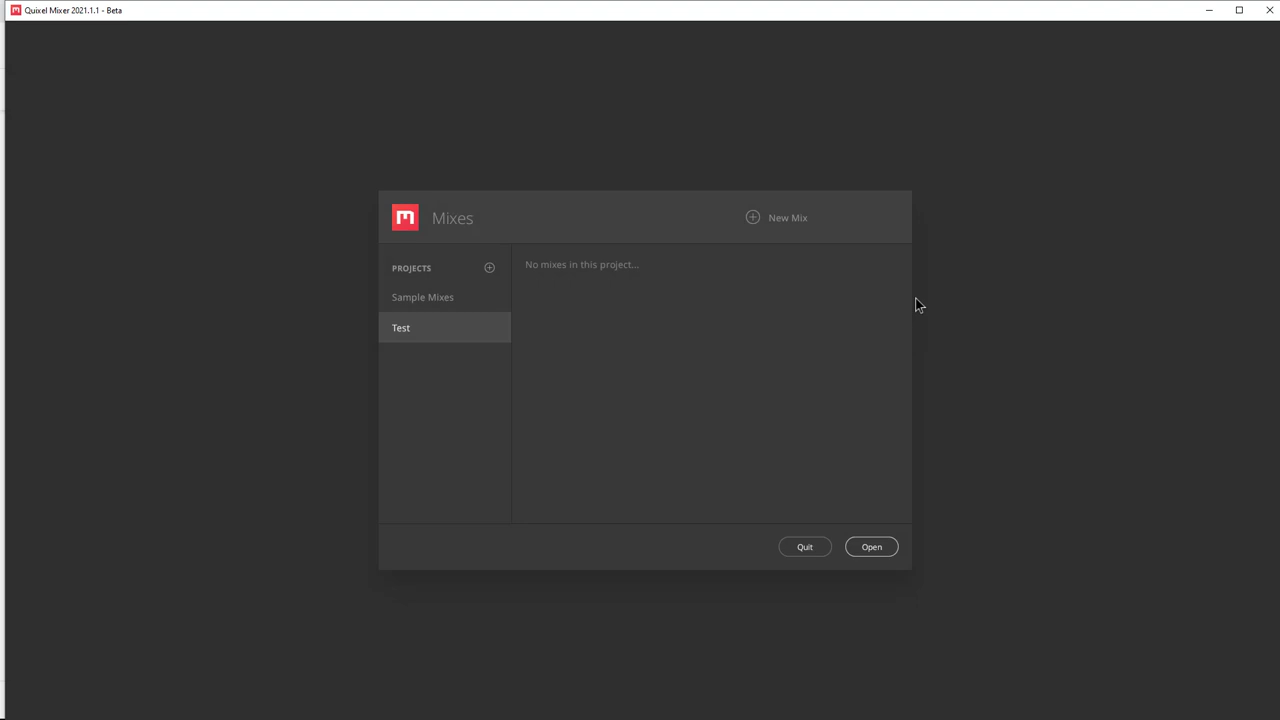 Quixel Mixer 2021.1.1 - Beta
Mixes
New Mix
PROJECTS
Sample Mixes
Test
No mixes in this project...
Quit
Open